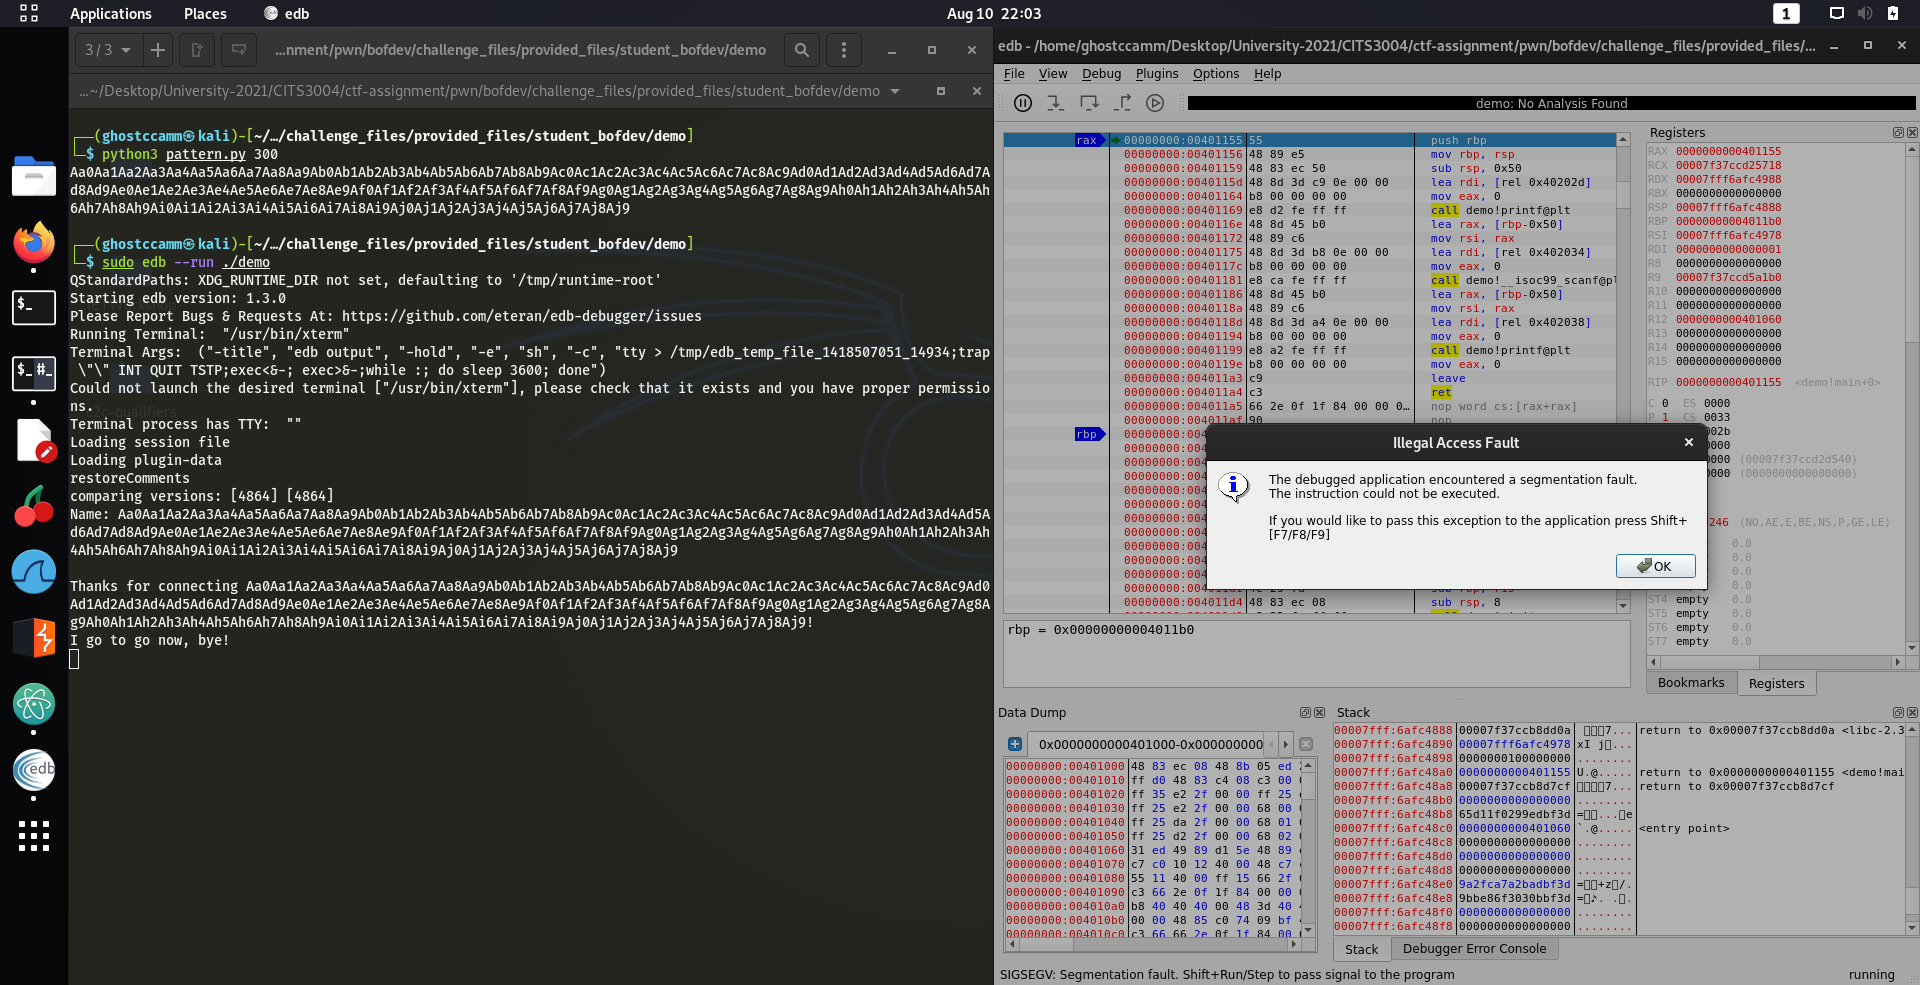 Applications Places edb Aug 10 22:03 1
3 / 3 ...nment/pwn/bofdev/challenge_files/provided_files/student_bofdev/demo
...~/Desktop/University-2021/CITS3004/ctf-assignment/pwn/bofdev/challenge_files/provided_files/student_bofdev/demo
┌──(ghostccamm㉿kali)-[~/…/challenge_files/provided_files/student_bofdev/demo]
└─$ python3 pattern.py 300
Aa0Aa1Aa2Aa3Aa4Aa5Aa6Aa7Aa8Aa9Ab0Ab1Ab2Ab3Ab4Ab5Ab6Ab7Ab8Ab9Ac0Ac1Ac2Ac3Ac4Ac5Ac6Ac7Ac8Ac9Ad0Ad1Ad2Ad3Ad4Ad5Ad6Ad7A
d8Ad9Ae0Ae1Ae2Ae3Ae4Ae5Ae6Ae7Ae8Ae9Af0Af1Af2Af3Af4Af5Af6Af7Af8Af9Ag0Ag1Ag2Ag3Ag4Ag5Ag6Ag7Ag8Ag9Ah0Ah1Ah2Ah3Ah4Ah5Ah
6Ah7Ah8Ah9Ai0Ai1Ai2Ai3Ai4Ai5Ai6Ai7Ai8Ai9Aj0Aj1Aj2Aj3Aj4Aj5Aj6Aj7Aj8Aj9
┌──(ghostccamm㉿kali)-[~/…/challenge_files/provided_files/student_bofdev/demo]
└─$ sudo edb --run ./demo
QStandardPaths: XDG_RUNTIME_DIR not set, defaulting to '/tmp/runtime-root'
Starting edb version: 1.3.0
Please Report Bugs & Requests At: https://github.com/eteran/edb-debugger/issues
Running Terminal:  "/usr/bin/xterm"
Terminal Args:  ("-title", "edb output", "-hold", "-e", "sh", "-c", "tty > /tmp/edb_temp_file_1418507051_14934;trap
\"\" INT QUIT TSTP;exec<&-; exec>&-;while :; do sleep 3600; done")
Could not launch the desired terminal ["/usr/bin/xterm"], please check that it exists and you have proper permissio
ns.
Terminal process has TTY:  ""
Loading session file
Loading plugin-data
restoreComments
comparing versions: [4864] [4864]
Name: Aa0Aa1Aa2Aa3Aa4Aa5Aa6Aa7Aa8Aa9Ab0Ab1Ab2Ab3Ab4Ab5Ab6Ab7Ab8Ab9Ac0Ac1Ac2Ac3Ac4Ac5Ac6Ac7Ac8Ac9Ad0Ad1Ad2Ad3Ad4Ad5A
d6Ad7Ad8Ad9Ae0Ae1Ae2Ae3Ae4Ae5Ae6Ae7Ae8Ae9Af0Af1Af2Af3Af4Af5Af6Af7Af8Af9Ag0Ag1Ag2Ag3Ag4Ag5Ag6Ag7Ag8Ag9Ah0Ah1Ah2Ah3Ah
4Ah5Ah6Ah7Ah8Ah9Ai0Ai1Ai2Ai3Ai4Ai5Ai6Ai7Ai8Ai9Aj0Aj1Aj2Aj3Aj4Aj5Aj6Aj7Aj8Aj9
Thanks for connecting Aa0Aa1Aa2Aa3Aa4Aa5Aa6Aa7Aa8Aa9Ab0Ab1Ab2Ab3Ab4Ab5Ab6Ab7Ab8Ab9Ac0Ac1Ac2Ac3Ac4Ac5Ac6Ac7Ac8Ac9Ad0
Ad1Ad2Ad3Ad4Ad5Ad6Ad7Ad8Ad9Ae0Ae1Ae2Ae3Ae4Ae5Ae6Ae7Ae8Ae9Af0Af1Af2Af3Af4Af5Af6Af7Af8Af9Ag0Ag1Ag2Ag3Ag4Ag5Ag6Ag7Ag8A
g9Ah0Ah1Ah2Ah3Ah4Ah5Ah6Ah7Ah8Ah9Ai0Ai1Ai2Ai3Ai4Ai5Ai6Ai7Ai8Ai9Aj0Aj1Aj2Aj3Aj4Aj5Aj6Aj7Aj8Aj9!
I go to go now, bye!
edb - /home/ghostccamm/Desktop/University-2021/CITS3004/ctf-assignment/pwn/bofdev/challenge_files/provided_files/...
File View Debug Plugins Options Help
demo: No Analysis Found
rax 00000000:00401155 55 push rbp
00000000:00401156 48 89 e5 mov rbp, rsp
00000000:00401159 48 83 ec 50 sub rsp, 0x50
00000000:0040115d 48 8d 3d c9 0e 00 00 lea rdi, [rel 0x40202d]
00000000:00401164 b8 00 00 00 00 mov eax, 0
00000000:00401169 e8 d2 fe ff ff call demo!printf@plt
00000000:0040116e 48 8d 45 b0 lea rax, [rbp-0x50]
00000000:00401172 48 89 c6 mov rsi, rax
00000000:00401175 48 8d 3d b8 0e 00 00 lea rdi, [rel 0x402034]
00000000:0040117c b8 00 00 00 00 mov eax, 0
00000000:00401181 e8 ca fe ff ff call demo!__isoc99_scanf@pl
00000000:00401186 48 8d 45 b0 lea rax, [rbp-0x50]
00000000:0040118a 48 89 c6 mov rsi, rax
00000000:0040118d 48 8d 3d a4 0e 00 00 lea rdi, [rel 0x402038]
00000000:00401194 b8 00 00 00 00 mov eax, 0
00000000:00401199 e8 a2 fe ff ff call demo!printf@plt
00000000:0040119e b8 00 00 00 00 mov eax, 0
00000000:004011a3 c9 leave
00000000:004011a4 c3 ret
00000000:004011a5 66 2e 0f 1f 84 00 00 0... nop word cs:[rax+rax]
00000000:004011af 90 nop
rbp
00000000:004011d4 48 83 ec 08 sub rsp, 8
rbp = 0x00000000004011b0
Illegal Access Fault
The debugged application encountered a segmentation fault.
The instruction could not be executed.
If you would like to pass this exception to the application press Shift+
[F7/F8/F9]
OK
Registers
RAX 0000000000401155
RCX 00007f37ccd25718
RDX 00007fff6afc4988
RBX 0000000000000000
RSP 00007fff6afc4888
RBP 00000000004011b0
RSI 00007fff6afc4978
RDI 0000000000000001
R8 0000000000000000
R9 00007f37ccd5a1b0
R10 0000000000000000
R11 0000000000000000
R12 0000000000401060
R13 0000000000000000
R14 0000000000000000
R15 0000000000000000
RIP 0000000000401155 <demo!main+0>
C 0 ES 0000
P 1 CS 0033
002b
0000
0000 (00007f37ccd2d540)
0000 (0000000000000000)
246 (NO,AE,E,BE,NS,P,GE,LE)
0.0
0.0
0.0
0.0
ST4 empty 0.0
ST5 empty 0.0
ST6 empty 0.0
ST7 empty 0.0
Bookmarks Registers
Data Dump
0x0000000000401000-0x000000000
00000000:00401000 48 83 ec 08 48 8b 05 ed
00000000:00401010 ff d0 48 83 c4 08 c3 00
00000000:00401020 ff 35 e2 2f 00 00 ff 25
00000000:00401030 ff 25 e2 2f 00 00 68 00
00000000:00401040 ff 25 da 2f 00 00 68 01
00000000:00401050 ff 25 d2 2f 00 00 68 02
00000000:00401060 31 ed 49 89 d1 5e 48 89
00000000:00401070 c7 c0 10 12 40 00 48 c7
00000000:00401080 55 11 40 00 ff 15 66 2f
00000000:00401090 c3 66 2e 0f 1f 84 00 00
00000000:004010a0 b8 40 40 40 00 48 3d 40
00000000:004010b0 00 00 48 85 c0 74 09 bf
00000000:004010c0 c3 66 66 2e 0f 1f 84 00
Stack
00007fff:6afc4888 00007f37ccb8dd0a return to 0x00007f37ccb8dd0a <libc-2.3
00007fff:6afc4890 00007fff6afc4978
00007fff:6afc4898 0000000100000000
00007fff:6afc48a0 0000000000401155 U.@..... return to 0x0000000000401155 <demo!mai
00007fff:6afc48a8 00007f37ccb8d7cf return to 0x00007f37ccb8d7cf
00007fff:6afc48b0 0000000000000000 ........
00007fff:6afc48b8 65d11f0299edbf3d
00007fff:6afc48c0 0000000000401060 `.@..... <entry point>
00007fff:6afc48c8 0000000000000000 ........
00007fff:6afc48d0 0000000000000000 ........
00007fff:6afc48d8 0000000000000000 ........
00007fff:6afc48e0 9a2fca7a2badbf3d
00007fff:6afc48e8 9bbe86f3030bbf3d
00007fff:6afc48f0 0000000000000000 ........
00007fff:6afc48f8 0000000000000000 ........
Stack Debugger Error Console
SIGSEGV: Segmentation fault. Shift+Run/Step to pass signal to the program running